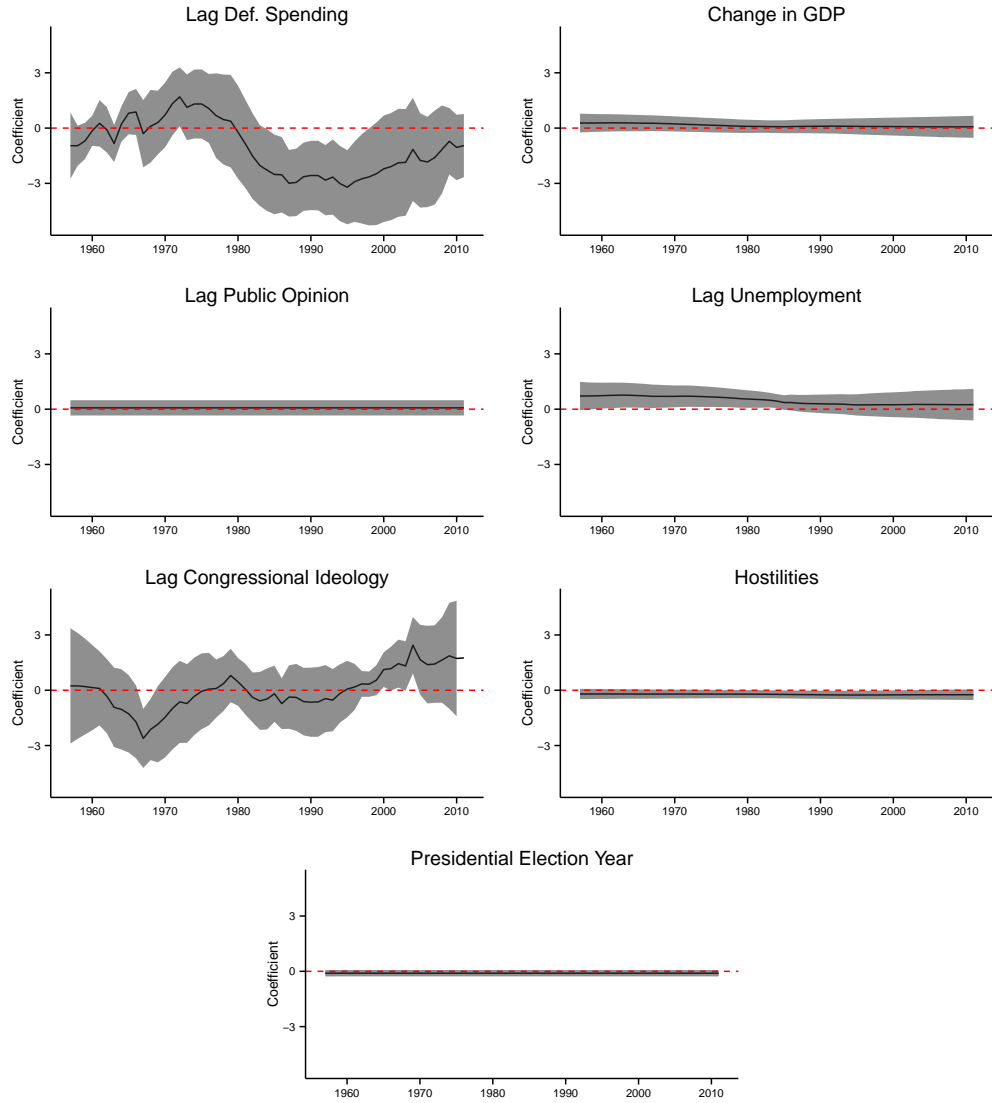 Lag Def. Spending
Coefficient
3
0
−3
1960 1970 1980 1990 2000 2010
Change in GDP
Coefficient
3
0
−3
1960 1970 1980 1990 2000 2010
Lag Public Opinion
Coefficient
3
0
−3
1960 1970 1980 1990 2000 2010
Lag Unemployment
Coefficient
3
0
−3
1960 1970 1980 1990 2000 2010
Lag Congressional Ideology
Coefficient
3
0
−3
1960 1970 1980 1990 2000 2010
Hostilities
Coefficient
3
0
−3
1960 1970 1980 1990 2000 2010
Presidential Election Year
Coefficient
3
0
−3
1960 1970 1980 1990 2000 2010